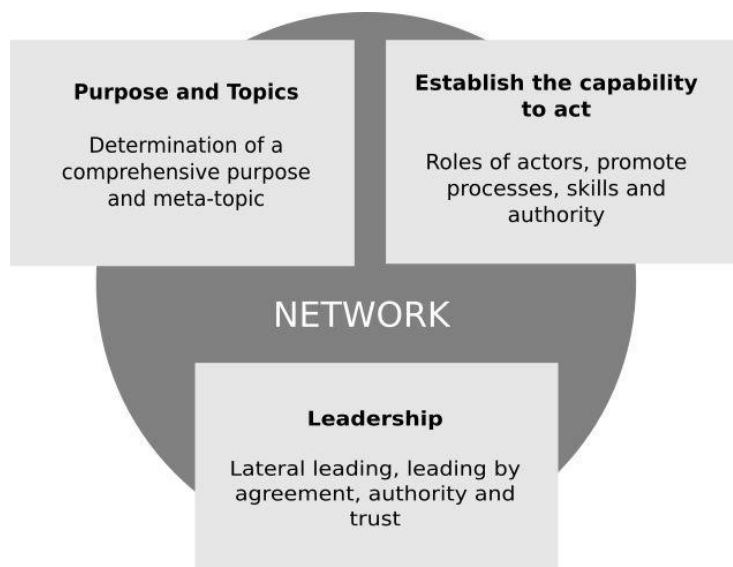 Purpose and Topics
Determination of a
comprehensive purpose
and meta-topic
Establish the capability
to act
Roles of actors, promote
processes, skills and
authority
NETWORK
Leadership
Lateral leading, leading by
agreement, authority and
trust